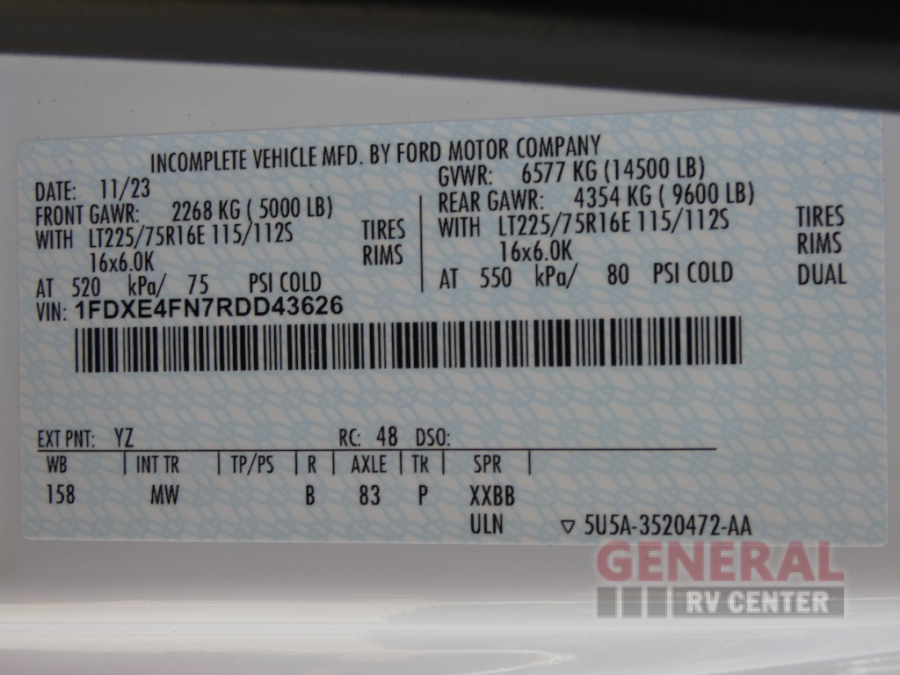 INCOMPLETE VEHICLE MFD. BY FORD MOTOR COMPANY
DATE: 11/23 GVWR: 6577 KG (14500 LB)
FRONT GAWR: 2268 KG ( 5000 LB) REAR GAWR: 4354 KG ( 9600 LB)
WITH LT225/75R16E 115/112S TIRES WITH LT225/75R16E 115/112S TIRES
16x6.0K RIMS 16x6.0K RIMS
AT 520 kPa/ 75 PSI COLD AT 550 kPa/ 80 PSI COLD DUAL
VIN: 1FDXE4FN7RDD43626
EXT PNT: YZ RC: 48 DSO:
WB | INT TR | TP/PS | R | AXLE | TR | SPR |
158 MW B 83 P XXBB
ULN ▽ 5U5A-3520472-AA
GENERAL
RV CENTER